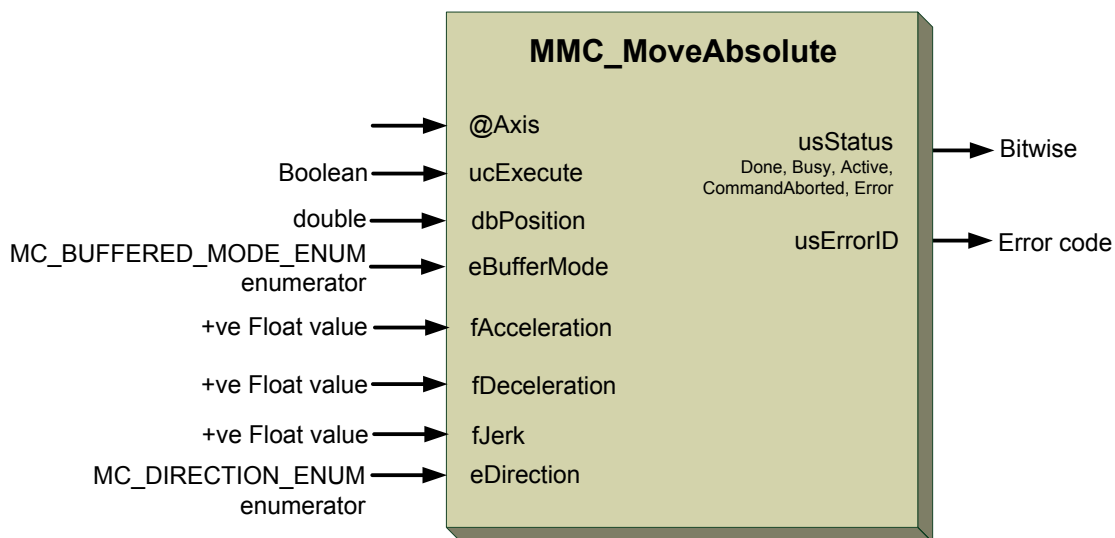 MMC_MoveAbsolute
@Axis
Boolean
ucExecute
double
dbPosition
MC_BUFFERED_MODE_ENUM
enumerator
eBufferMode
+ve Float value
fAcceleration
+ve Float value
fDeceleration
+ve Float value
fJerk
MC_DIRECTION_ENUM
enumerator
eDirection
usStatus
Done, Busy, Active,
CommandAborted, Error
Bitwise
usErrorID
Error code